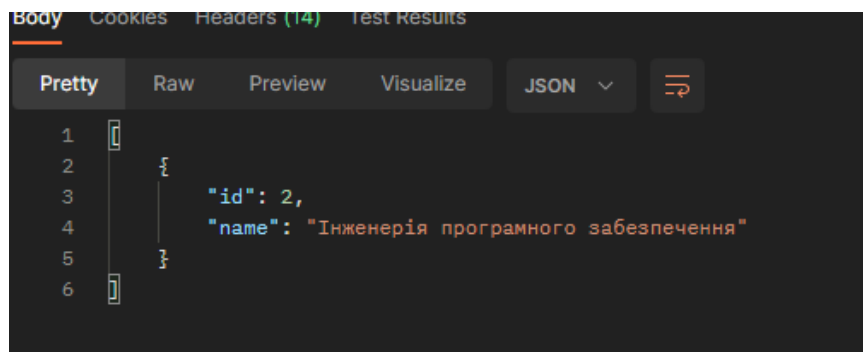 Body Cookies Headers (14) Test Results
Pretty Raw Preview Visualize JSON
1 [
2 {
3 "id": 2,
4 "name": "Інженерія програмного забезпечення"
5 }
6 ]